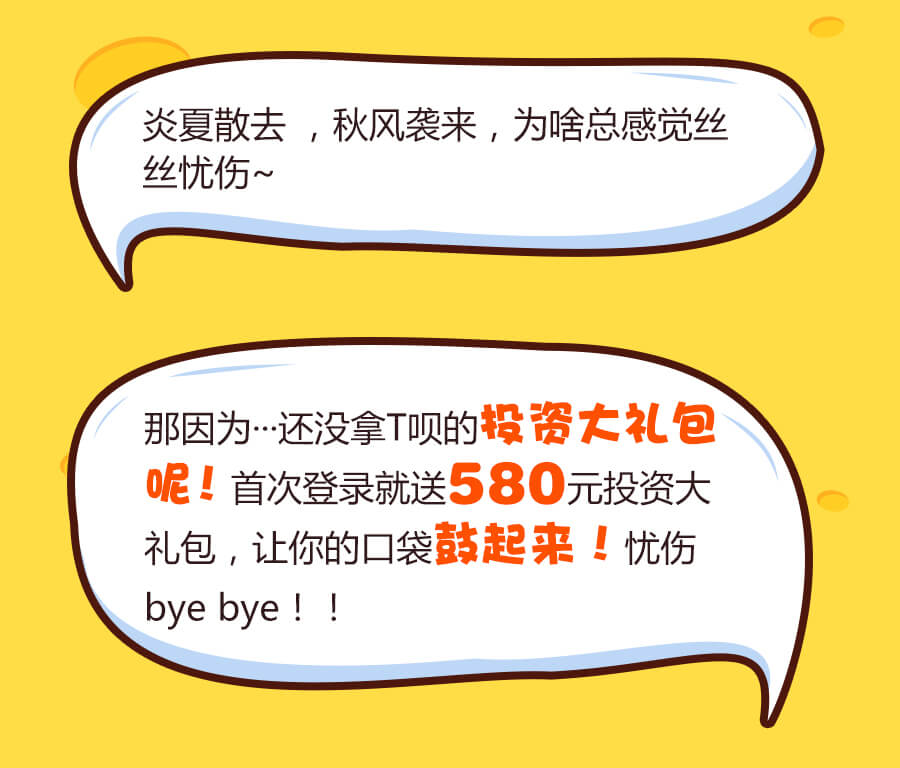 炎夏散去 ，秋风袭来，为啥总感觉丝
丝忧伤~
那因为···还没拿T呗的投资大礼包
呢！首次登录就送580元投资大
礼包，让你的口袋鼓起来！忧伤
bye bye！！